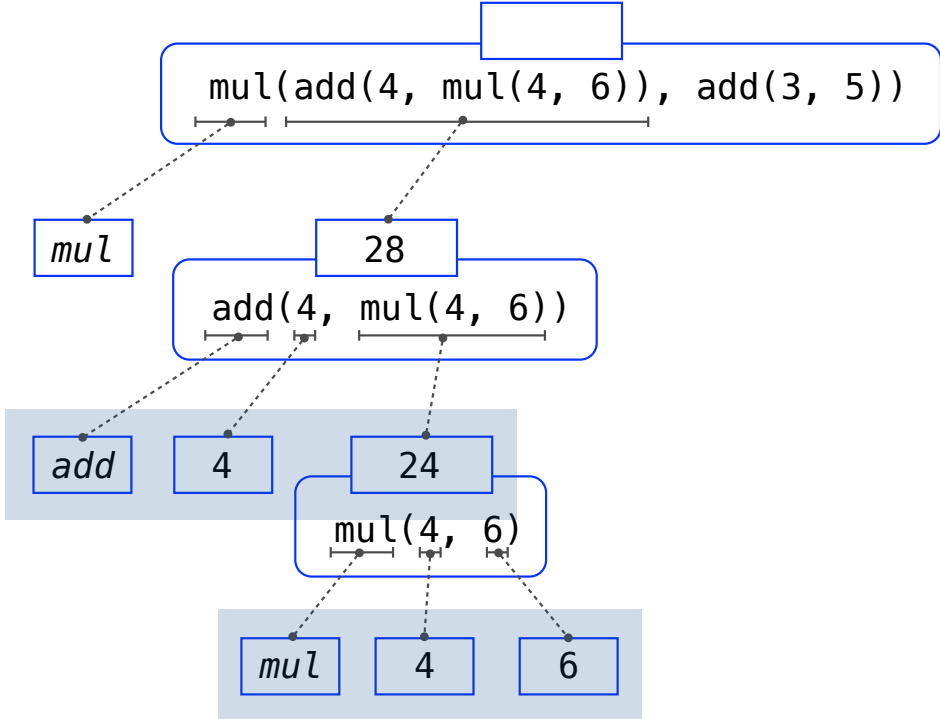 mul(add(4, mul(4, 6)), add(3, 5))
mul
28
add(4, mul(4, 6))
add
4
24
mul(4, 6)
mul
4
6